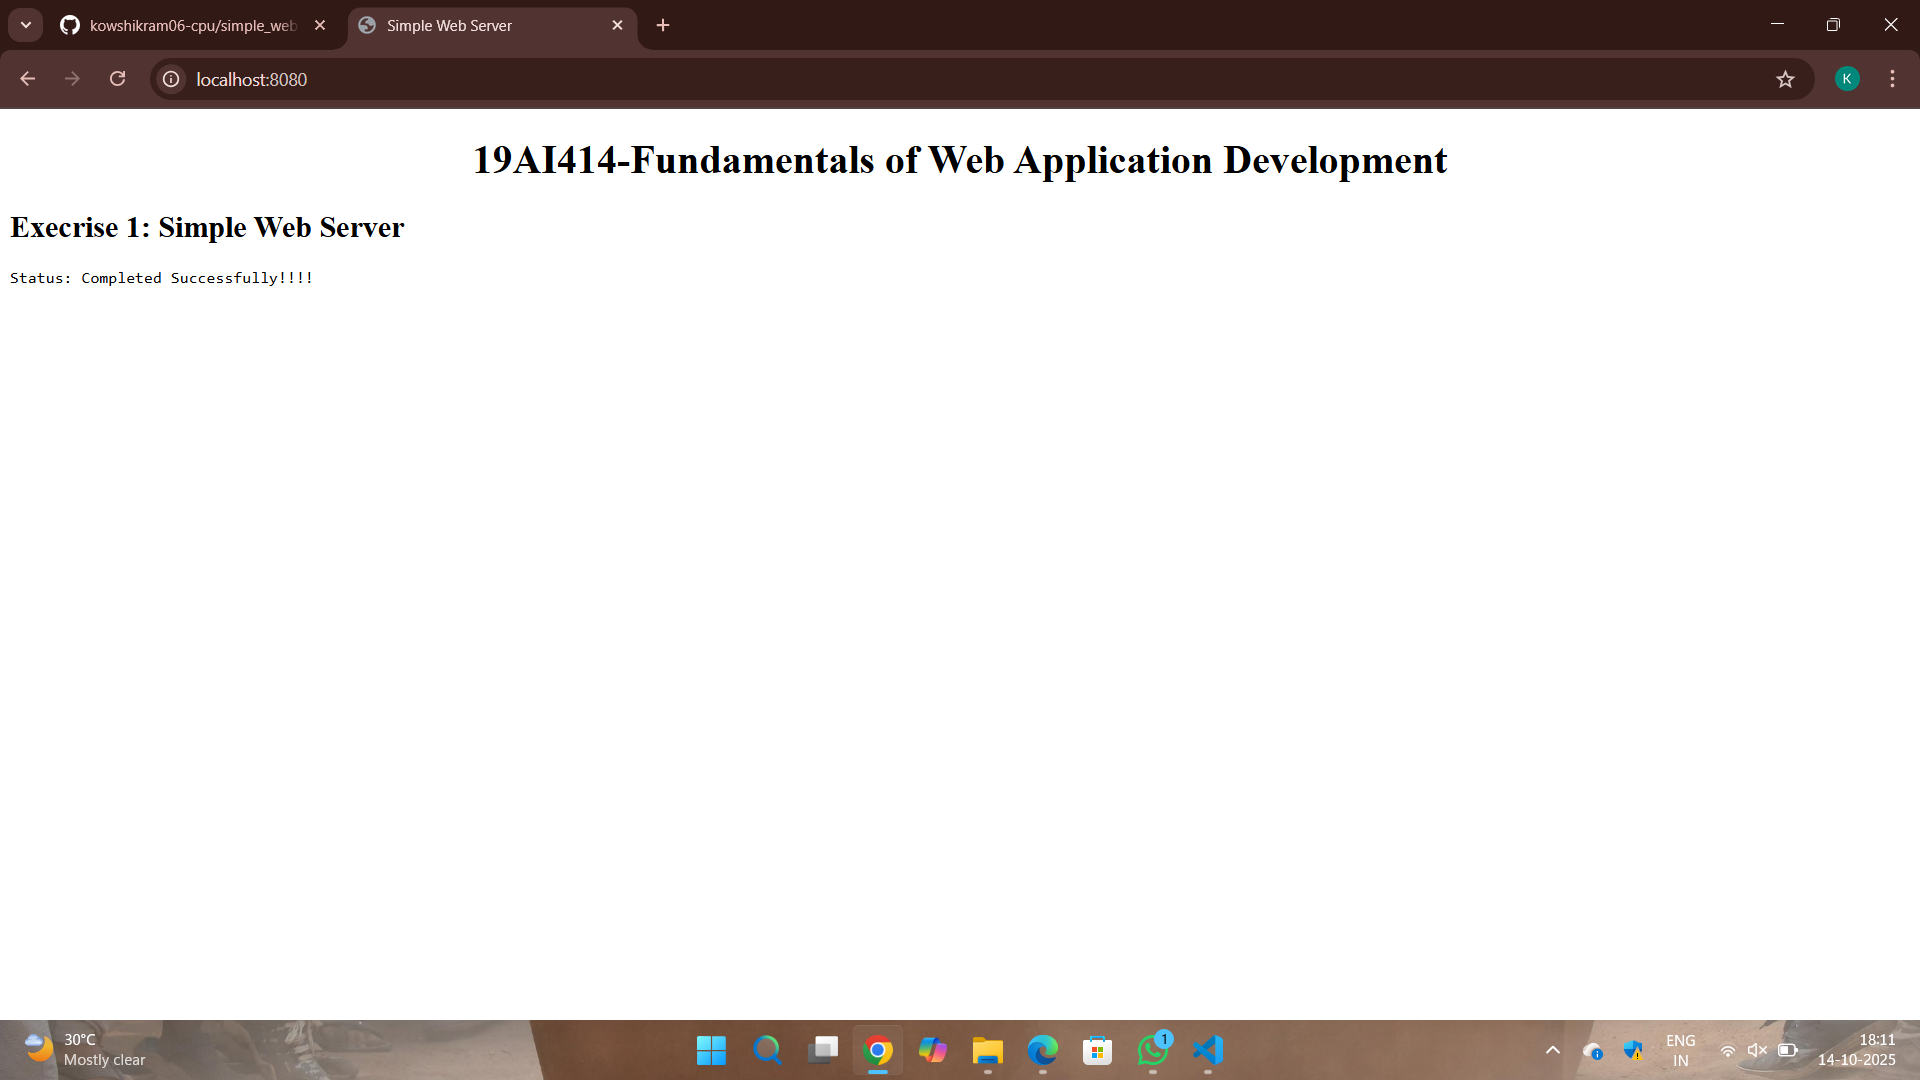 kowshikram06-cpu/simple_web
Simple Web Server
localhost:8080
K
19AI414-Fundamentals of Web Application Development
Execrise 1: Simple Web Server
Status: Completed Successfully!!!!
30°C
Mostly clear
1
ENG
IN
18:11
14-10-2025